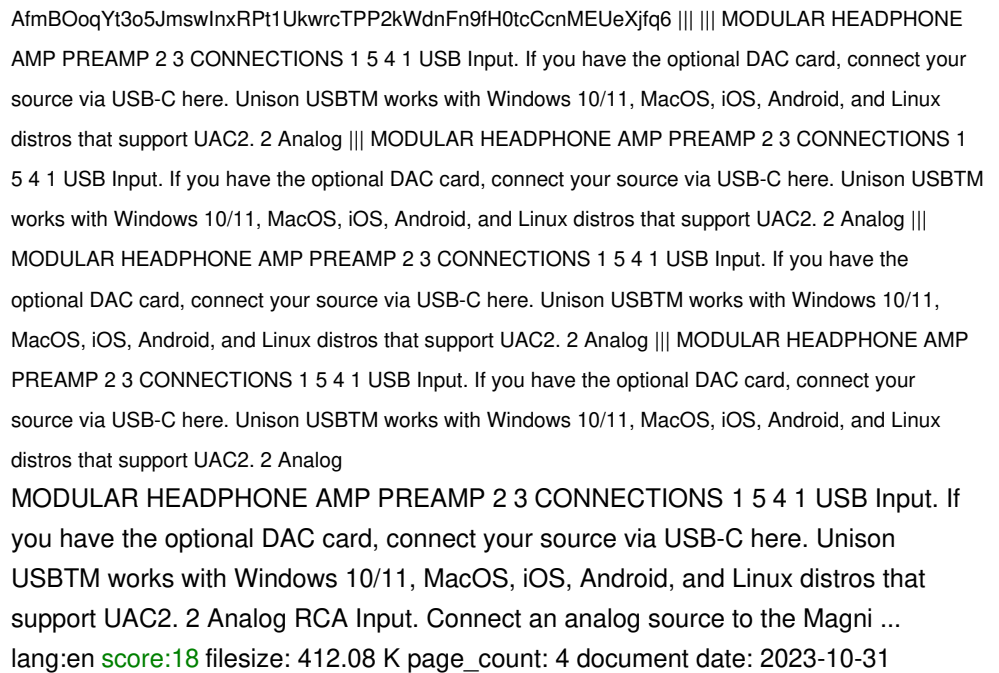 AfmBOoqYt3o5JmswInxRPt1UkwrcTPP2kWdnFn9fH0tcCcnMEUeXjfq6 ||| ||| MODULAR HEADPHONE
AMP PREAMP 2 3 CONNECTIONS 1 5 4 1 USB Input. If you have the optional DAC card, connect your
source via USB-C here. Unison USBTM works with Windows 10/11, MacOS, iOS, Android, and Linux
distros that support UAC2. 2 Analog ||| MODULAR HEADPHONE AMP PREAMP 2 3 CONNECTIONS 1
5 4 1 USB Input. If you have the optional DAC card, connect your source via USB-C here. Unison USBTM
works with Windows 10/11, MacOS, iOS, Android, and Linux distros that support UAC2. 2 Analog |||
MODULAR HEADPHONE AMP PREAMP 2 3 CONNECTIONS 1 5 4 1 USB Input. If you have the
optional DAC card, connect your source via USB-C here. Unison USBTM works with Windows 10/11,
MacOS, iOS, Android, and Linux distros that support UAC2. 2 Analog ||| MODULAR HEADPHONE AMP
PREAMP 2 3 CONNECTIONS 1 5 4 1 USB Input. If you have the optional DAC card, connect your
source via USB-C here. Unison USBTM works with Windows 10/11, MacOS, iOS, Android, and Linux
distros that support UAC2. 2 Analog
MODULAR HEADPHONE AMP PREAMP 2 3 CONNECTIONS 1 5 4 1 USB Input. If
you have the optional DAC card, connect your source via USB-C here. Unison
USBTM works with Windows 10/11, MacOS, iOS, Android, and Linux distros that
support UAC2. 2 Analog RCA Input. Connect an analog source to the Magni ...
lang:en score:18 filesize: 412.08 K page_count: 4 document date: 2023-10-31